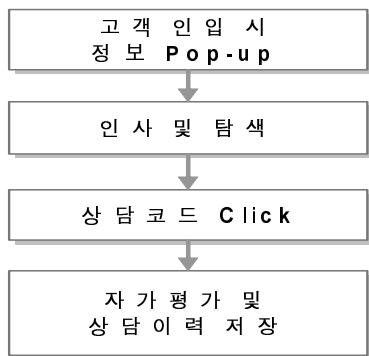 고객 인입 시
정보 Pop-up
인사 및 탐색
상담코드 Click
자가평가 및
상담이력 저장